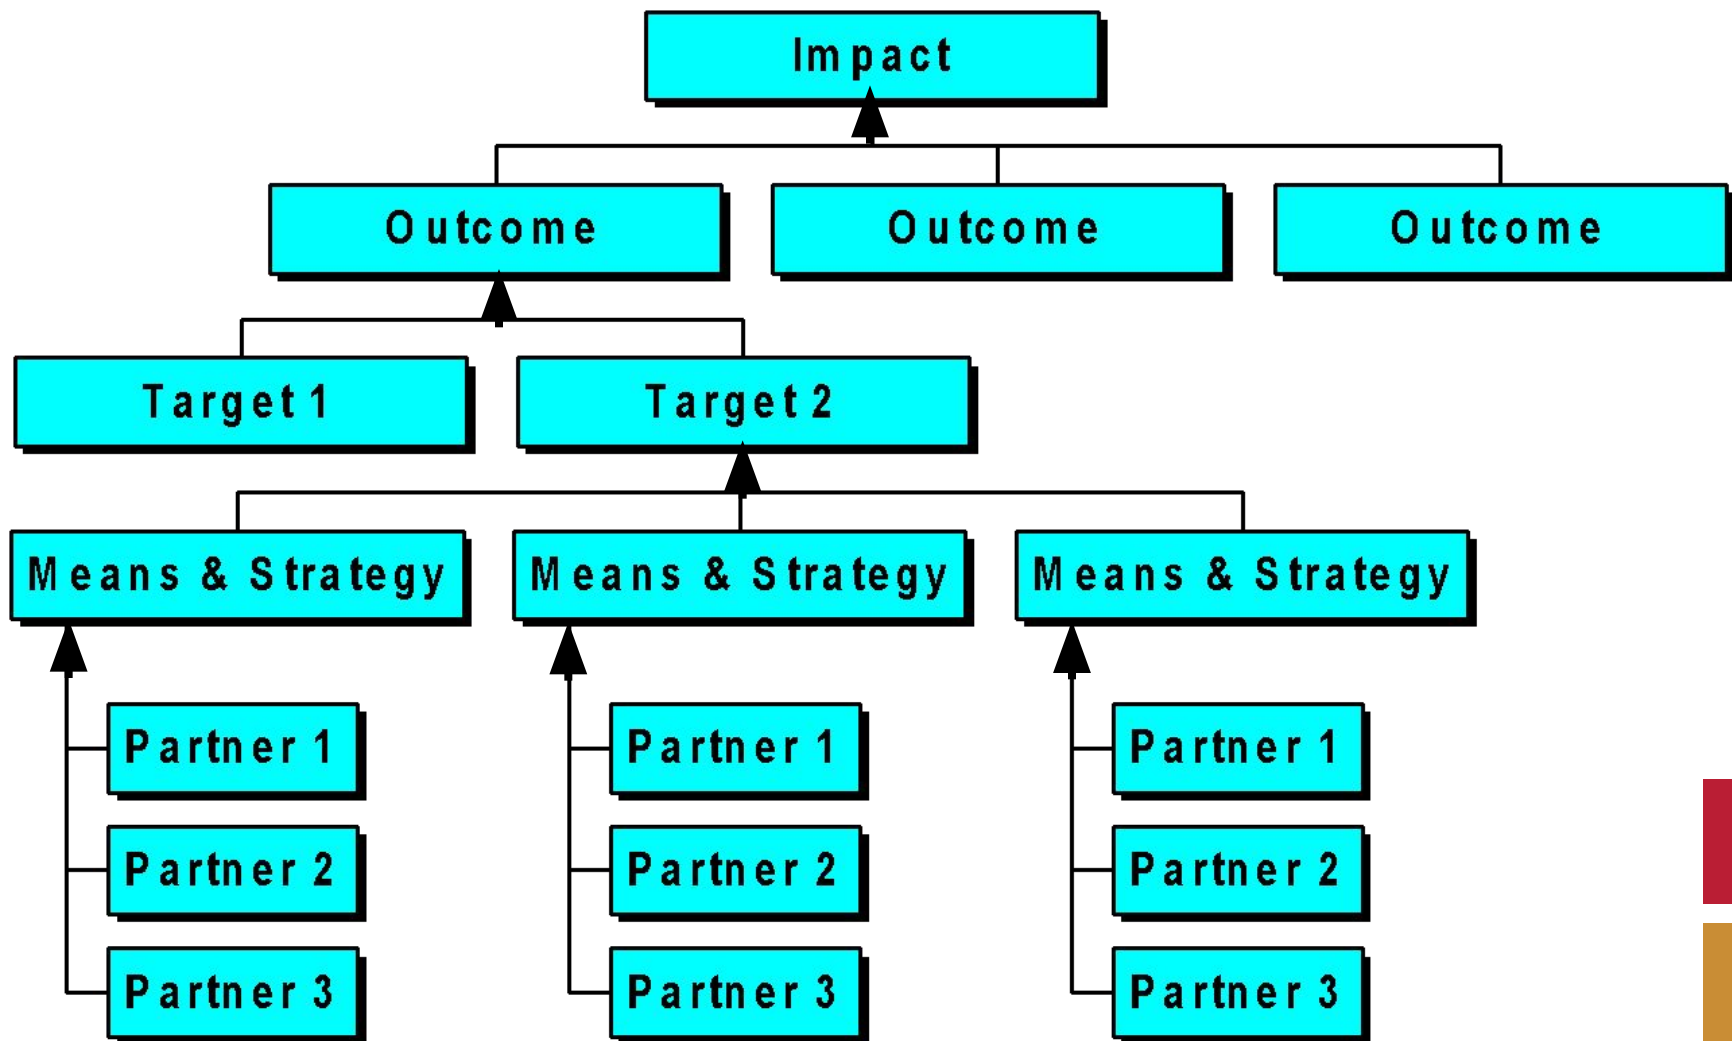 Impact
Outcome
Outcome
Outcome
Target 1
Target 2
Means & Strategy
Means & Strategy
Means & Strategy
Partner 1
Partner 1
Partner 1
Partner 2
Partner 2
Partner 2
Partner 3
Partner 3
Partner 3